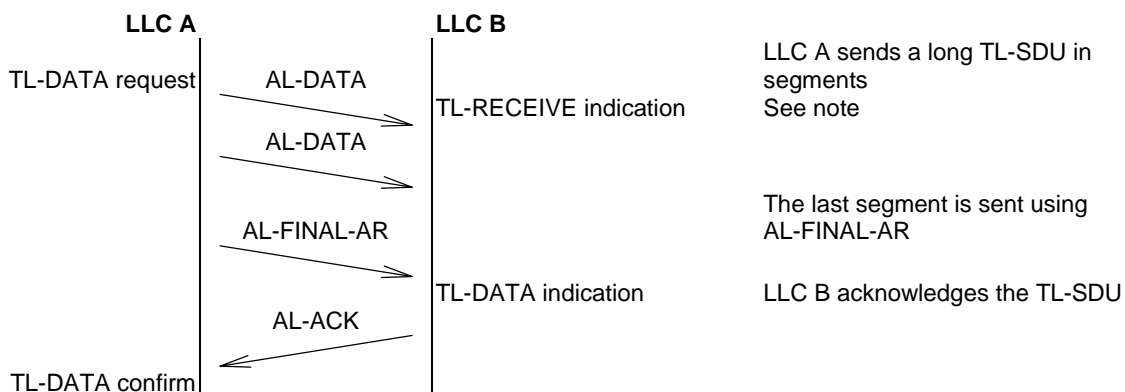 LLC A
LLC B
LLC A sends a long TL-SDU in
segments
TL-DATA request
AL-DATA
TL-RECEIVE indication
See note
AL-DATA
The last segment is sent using
AL-FINAL-AR
AL-FINAL-AR
TL-DATA indication
LLC B acknowledges the TL-SDU
AL-ACK
TL-DATA confirm